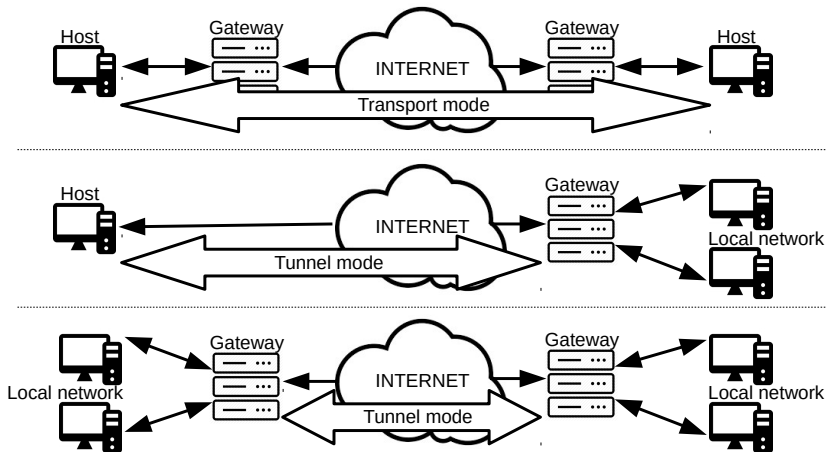 Gateway
Gateway
Host
Host
INTERNET
Transport mode
Gateway
Host
INTERNET
Local network
Tunnel mode
Gateway
Gateway
INTERNET
Local network
Local network
Tunnel mode